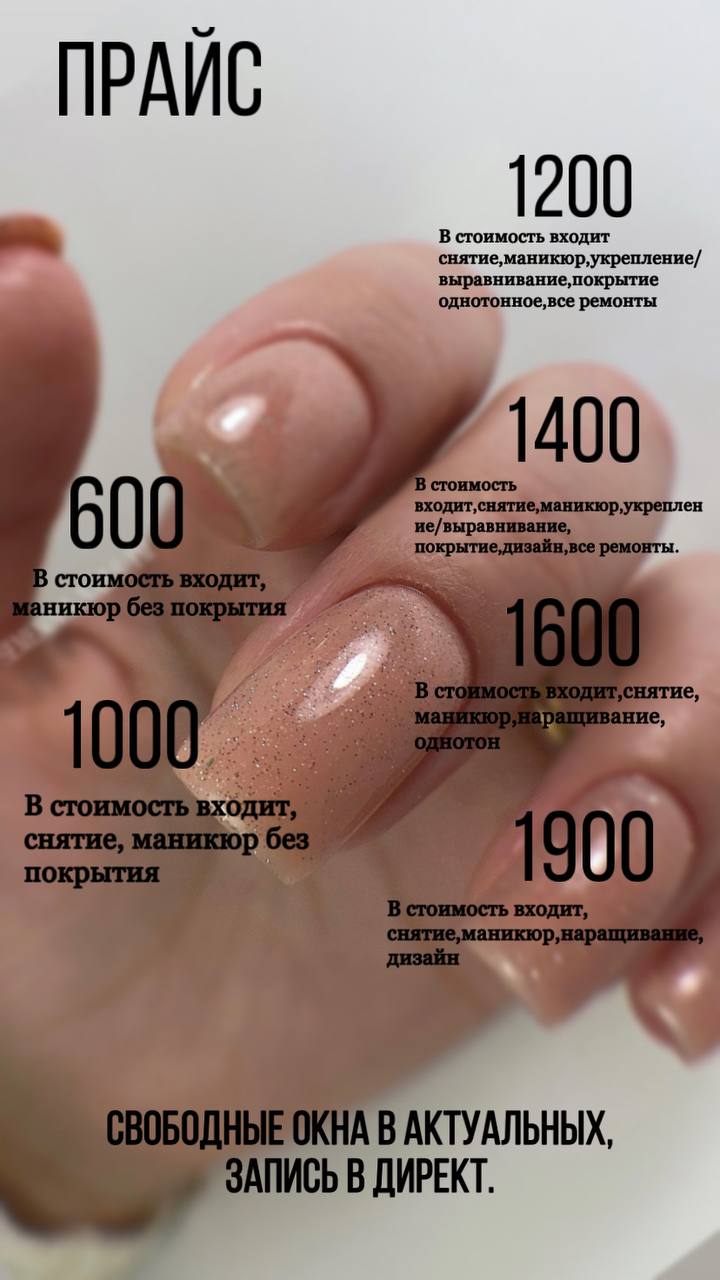 ПРАЙС
1200
В стоимость входит
снятие,маникюр,укрепление/
выравнивание,покрытие
однотонное,все ремонты
1400
В стоимость
входит,снятие,маникюр,укреплен
ие/выравнивание,
покрытие,дизайн,все ремонты.
600
В стоимость входит,
маникюр без покрытия
1600
В стоимость входит,снятие,
маникюр,наращивание,
однотон
1000
В стоимость входит,
снятие, маникюр без
покрытия
1900
В стоимость входит,
снятие,маникюр,наращивание,
дизайн
СВОБОДНЫЕ ОКНА В АКТУАЛЬНЫХ,
ЗАПИСЬ В ДИРЕКТ.